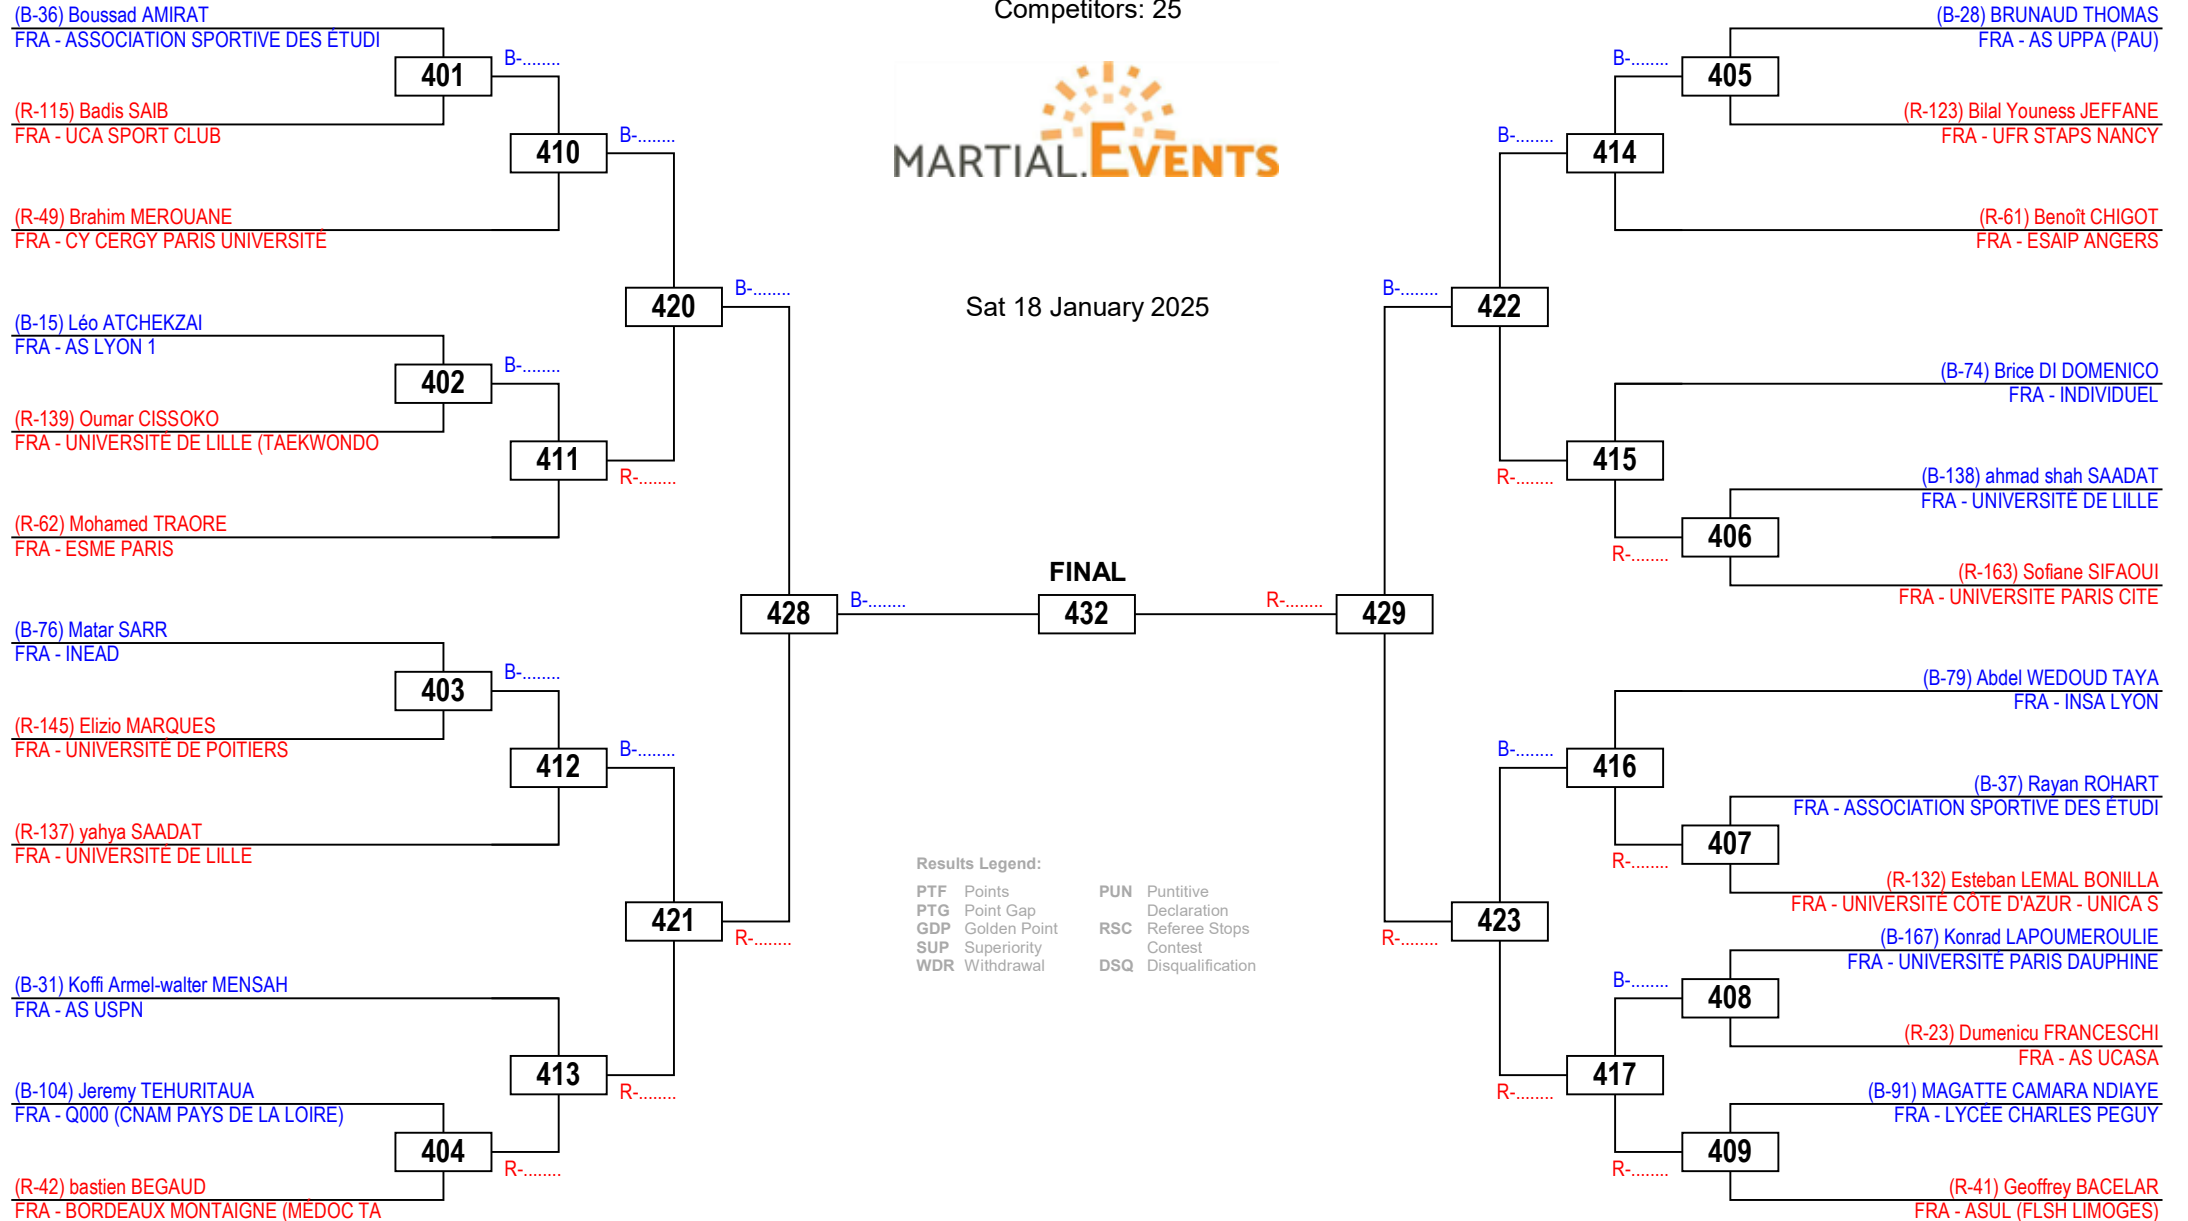 Competitors: 25
MARTIAL.EVENTS
Sat 18 January 2025
(B-36) Boussad AMIRAT
FRA - ASSOCIATION SPORTIVE DES ÉTUDI
401
B-........
(R-115) Badis SAIB
FRA - UCA SPORT CLUB
410
B-........
(R-49) Brahim MEROUANE
FRA - CY CERGY PARIS UNIVERSITÉ
420
B-........
(B-15) Léo ATCHEKZAI
FRA - AS LYON 1
402
B-........
(R-139) Oumar CISSOKO
FRA - UNIVERSITÉ DE LILLE (TAEKWONDO
411
R-........
(R-62) Mohamed TRAORE
FRA - ESME PARIS
428
B-........
(B-76) Matar SARR
FRA - INEAD
403
B-........
(R-145) Elizio MARQUES
FRA - UNIVERSITÉ DE POITIERS
412
B-........
(R-137) yahya SAADAT
FRA - UNIVERSITÉ DE LILLE
421
R-........
(B-31) Koffi Armel-walter MENSAH
FRA - AS USPN
413
R-........
(B-104) Jeremy TEHURITAUA
FRA - Q000 (CNAM PAYS DE LA LOIRE)
404
R-........
(R-42) bastien BEGAUD
FRA - BORDEAUX MONTAIGNE (MÉDOC TA
FINAL
432
Results Legend:
PTF Points
PTG Point Gap
GDP Golden Point
SUP Superiority
WDR Withdrawal
PUN Puntitive
Declaration
RSC Referee Stops
Contest
DSQ Disqualification
(B-28) BRUNAUD THOMAS
FRA - AS UPPA (PAU)
B-........
405
(R-123) Bilal Youness JEFFANE
FRA - UFR STAPS NANCY
B-........
414
(R-61) Benoît CHIGOT
FRA - ESAIP ANGERS
B-........
422
(B-74) Brice DI DOMENICO
FRA - INDIVIDUEL
R-........
415
(B-138) ahmad shah SAADAT
FRA - UNIVERSITÉ DE LILLE
R-........
406
(R-163) Sofiane SIFAOUI
FRA - UNIVERSITE PARIS CITE
R-........
429
(B-79) Abdel WEDOUD TAYA
FRA - INSA LYON
B-........
416
(B-37) Rayan ROHART
FRA - ASSOCIATION SPORTIVE DES ÉTUDI
R-........
407
(R-132) Esteban LEMAL BONILLA
FRA - UNIVERSITÉ CÔTE D'AZUR - UNICA S
R-........
423
(B-167) Konrad LAPOUMEROULIE
FRA - UNIVERSITÉ PARIS DAUPHINE
B-........
408
(R-23) Dumenicu FRANCESCHI
FRA - AS UCASA
R-........
417
(B-91) MAGATTE CAMARA NDIAYE
FRA - LYCÉE CHARLES PEGUY
R-........
409
(R-41) Geoffrey BACELAR
FRA - ASUL (FLSH LIMOGES)